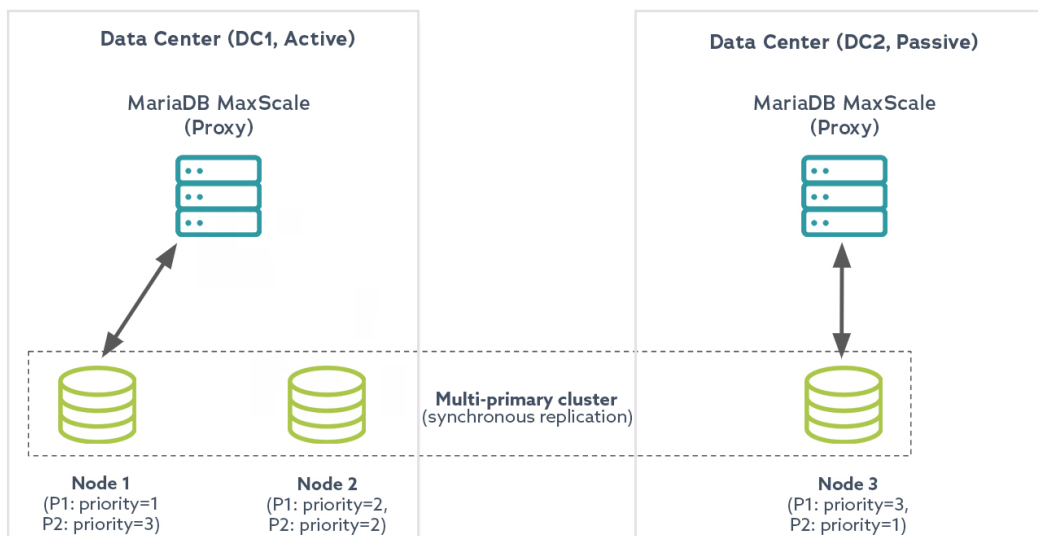 Data Center (DC1, Active)
MariaDB MaxScale
(Proxy)
Node 1
(P1: priority=1
P2: priority=3)
Node 2
(P1: priority=2,
P2: priority=2)
Multi-primary cluster
(synchronous replication)
Data Center (DC2, Passive)
MariaDB MaxScale
(Proxy)
Node 3
(P1: priority=3,
P2: priority=1)